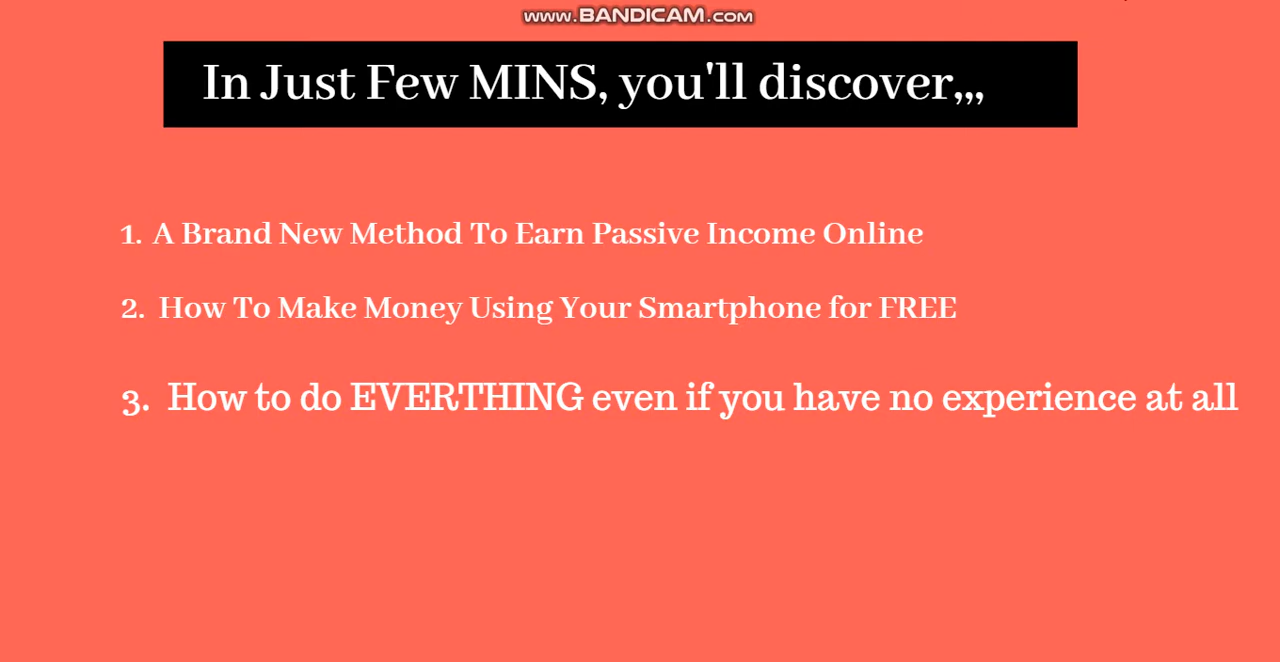 www.BANDICAM.com
In Just Few MINS, you'll discover,,,
1. A Brand New Method To Earn Passive Income Online
2. How To Make Money Using Your Smartphone for FREE
3. How to do EVERTHING even if you have no experience at all